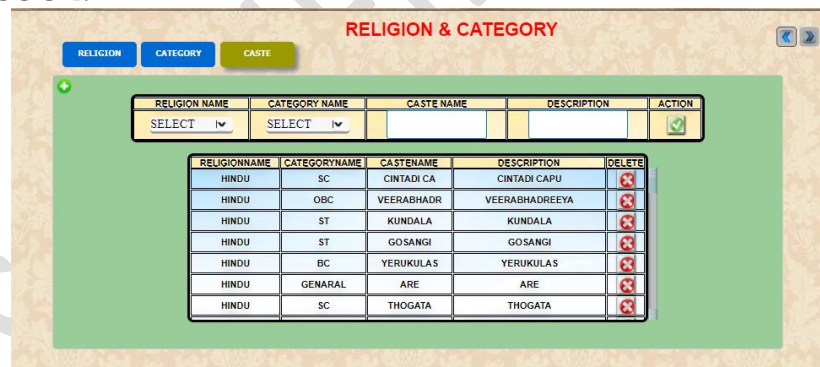 RELIGION & CATEGORY
RELIGION CATEGORY CASTE
RELIGION NAME CATEGORY NAME CASTE NAME DESCRIPTION ACTION
SELECT SELECT
RELIGIONNAME CATEGORYNAME CASTENAME DESCRIPTION DELETE
HINDU SC CINTADI CA CINTADI CAPU
HINDU OBC VEERABHADR VEERABHADREEYA
HINDU ST KUNDALA KUNDALA
HINDU ST GOSANGI GOSANGI
HINDU BC YERUKULAS YERUKULAS
HINDU GENARAL ARE ARE
HINDU SC THOGATA THOGATA